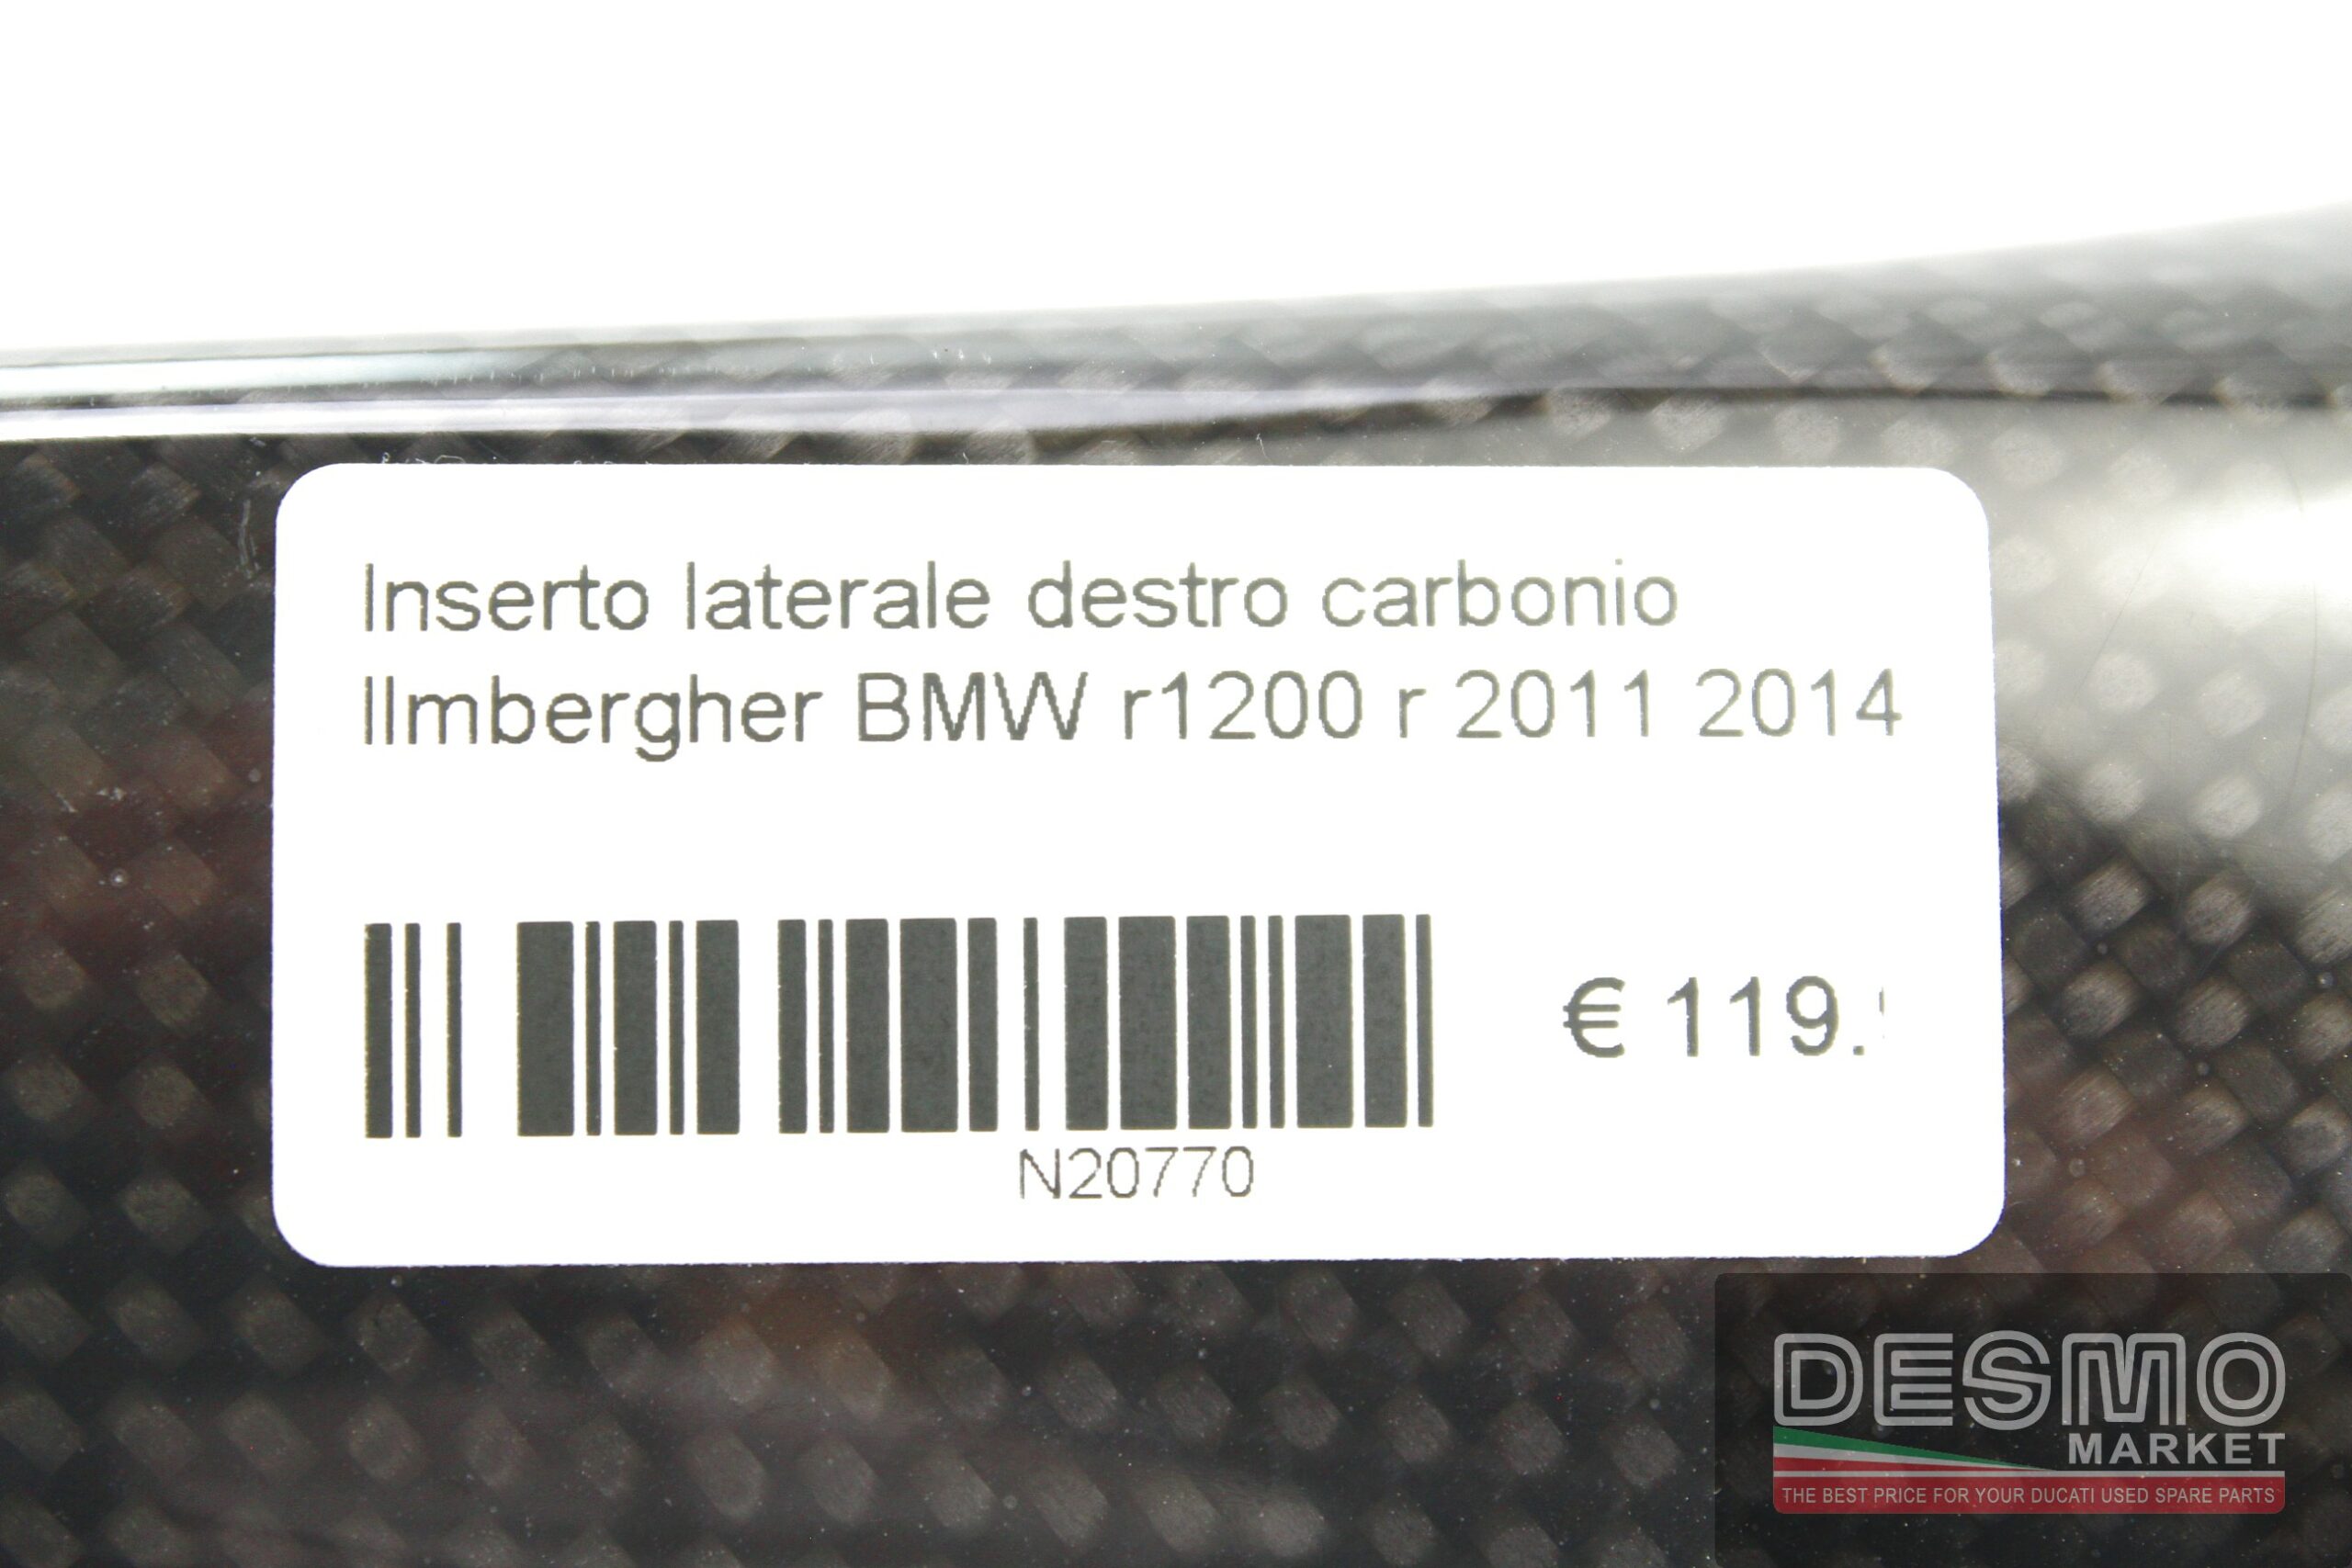 Inserto laterale destro carbonio
Ilmbergher BMW r1200 r 2011 2014
€ 119.
N20770
DESMO
MARKET
THE BEST PRICE FOR YOUR DUCATI USED SPARE PARTS